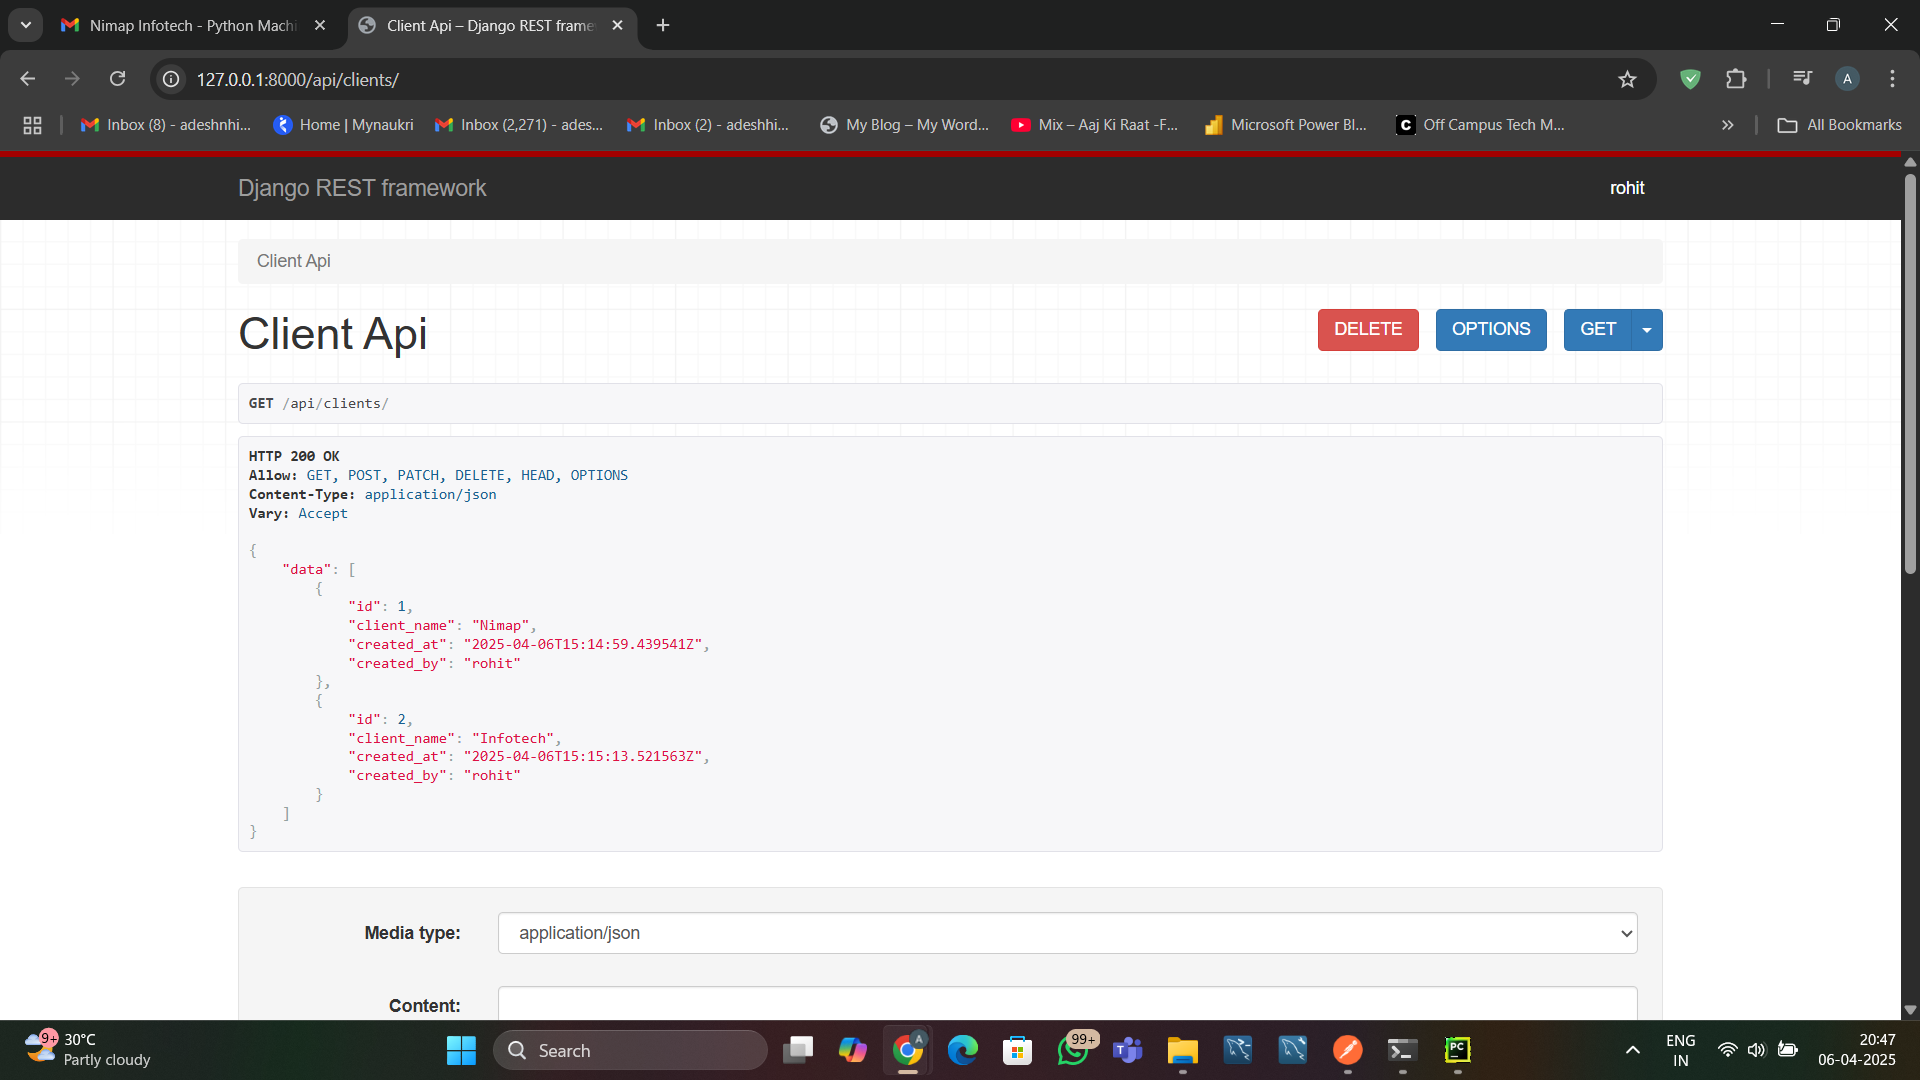 Nimap Infotech - Python Machi
Client Api – Django REST frame
127.0.0.1:8000/api/clients/
A
Inbox (8) - adeshnhi...
Home | Mynaukri
Inbox (2,271) - ades...
Inbox (2) - adeshhi...
My Blog – My Word...
Mix – Aaj Ki Raat -F...
Microsoft Power BI...
C
Off Campus Tech M...
»
All Bookmarks
Django REST framework
rohit
Client Api
Client Api
DELETE
OPTIONS
GET
GET /api/clients/
HTTP 200 OK
Allow: GET, POST, PATCH, DELETE, HEAD, OPTIONS
Content-Type: application/json
Vary: Accept
{
    "data": [
        {
            "id": 1,
            "client_name": "Nimap",
            "created_at": "2025-04-06T15:14:59.439541Z",
            "created_by": "rohit"
        },
        {
            "id": 2,
            "client_name": "Infotech",
            "created_at": "2025-04-06T15:15:13.521563Z",
            "created_by": "rohit"
        }
    ]
}
Media type:
application/json
Content:
9+
30°C
Partly cloudy
Search
A
99+
T
PC
ENG
IN
20:47
06-04-2025